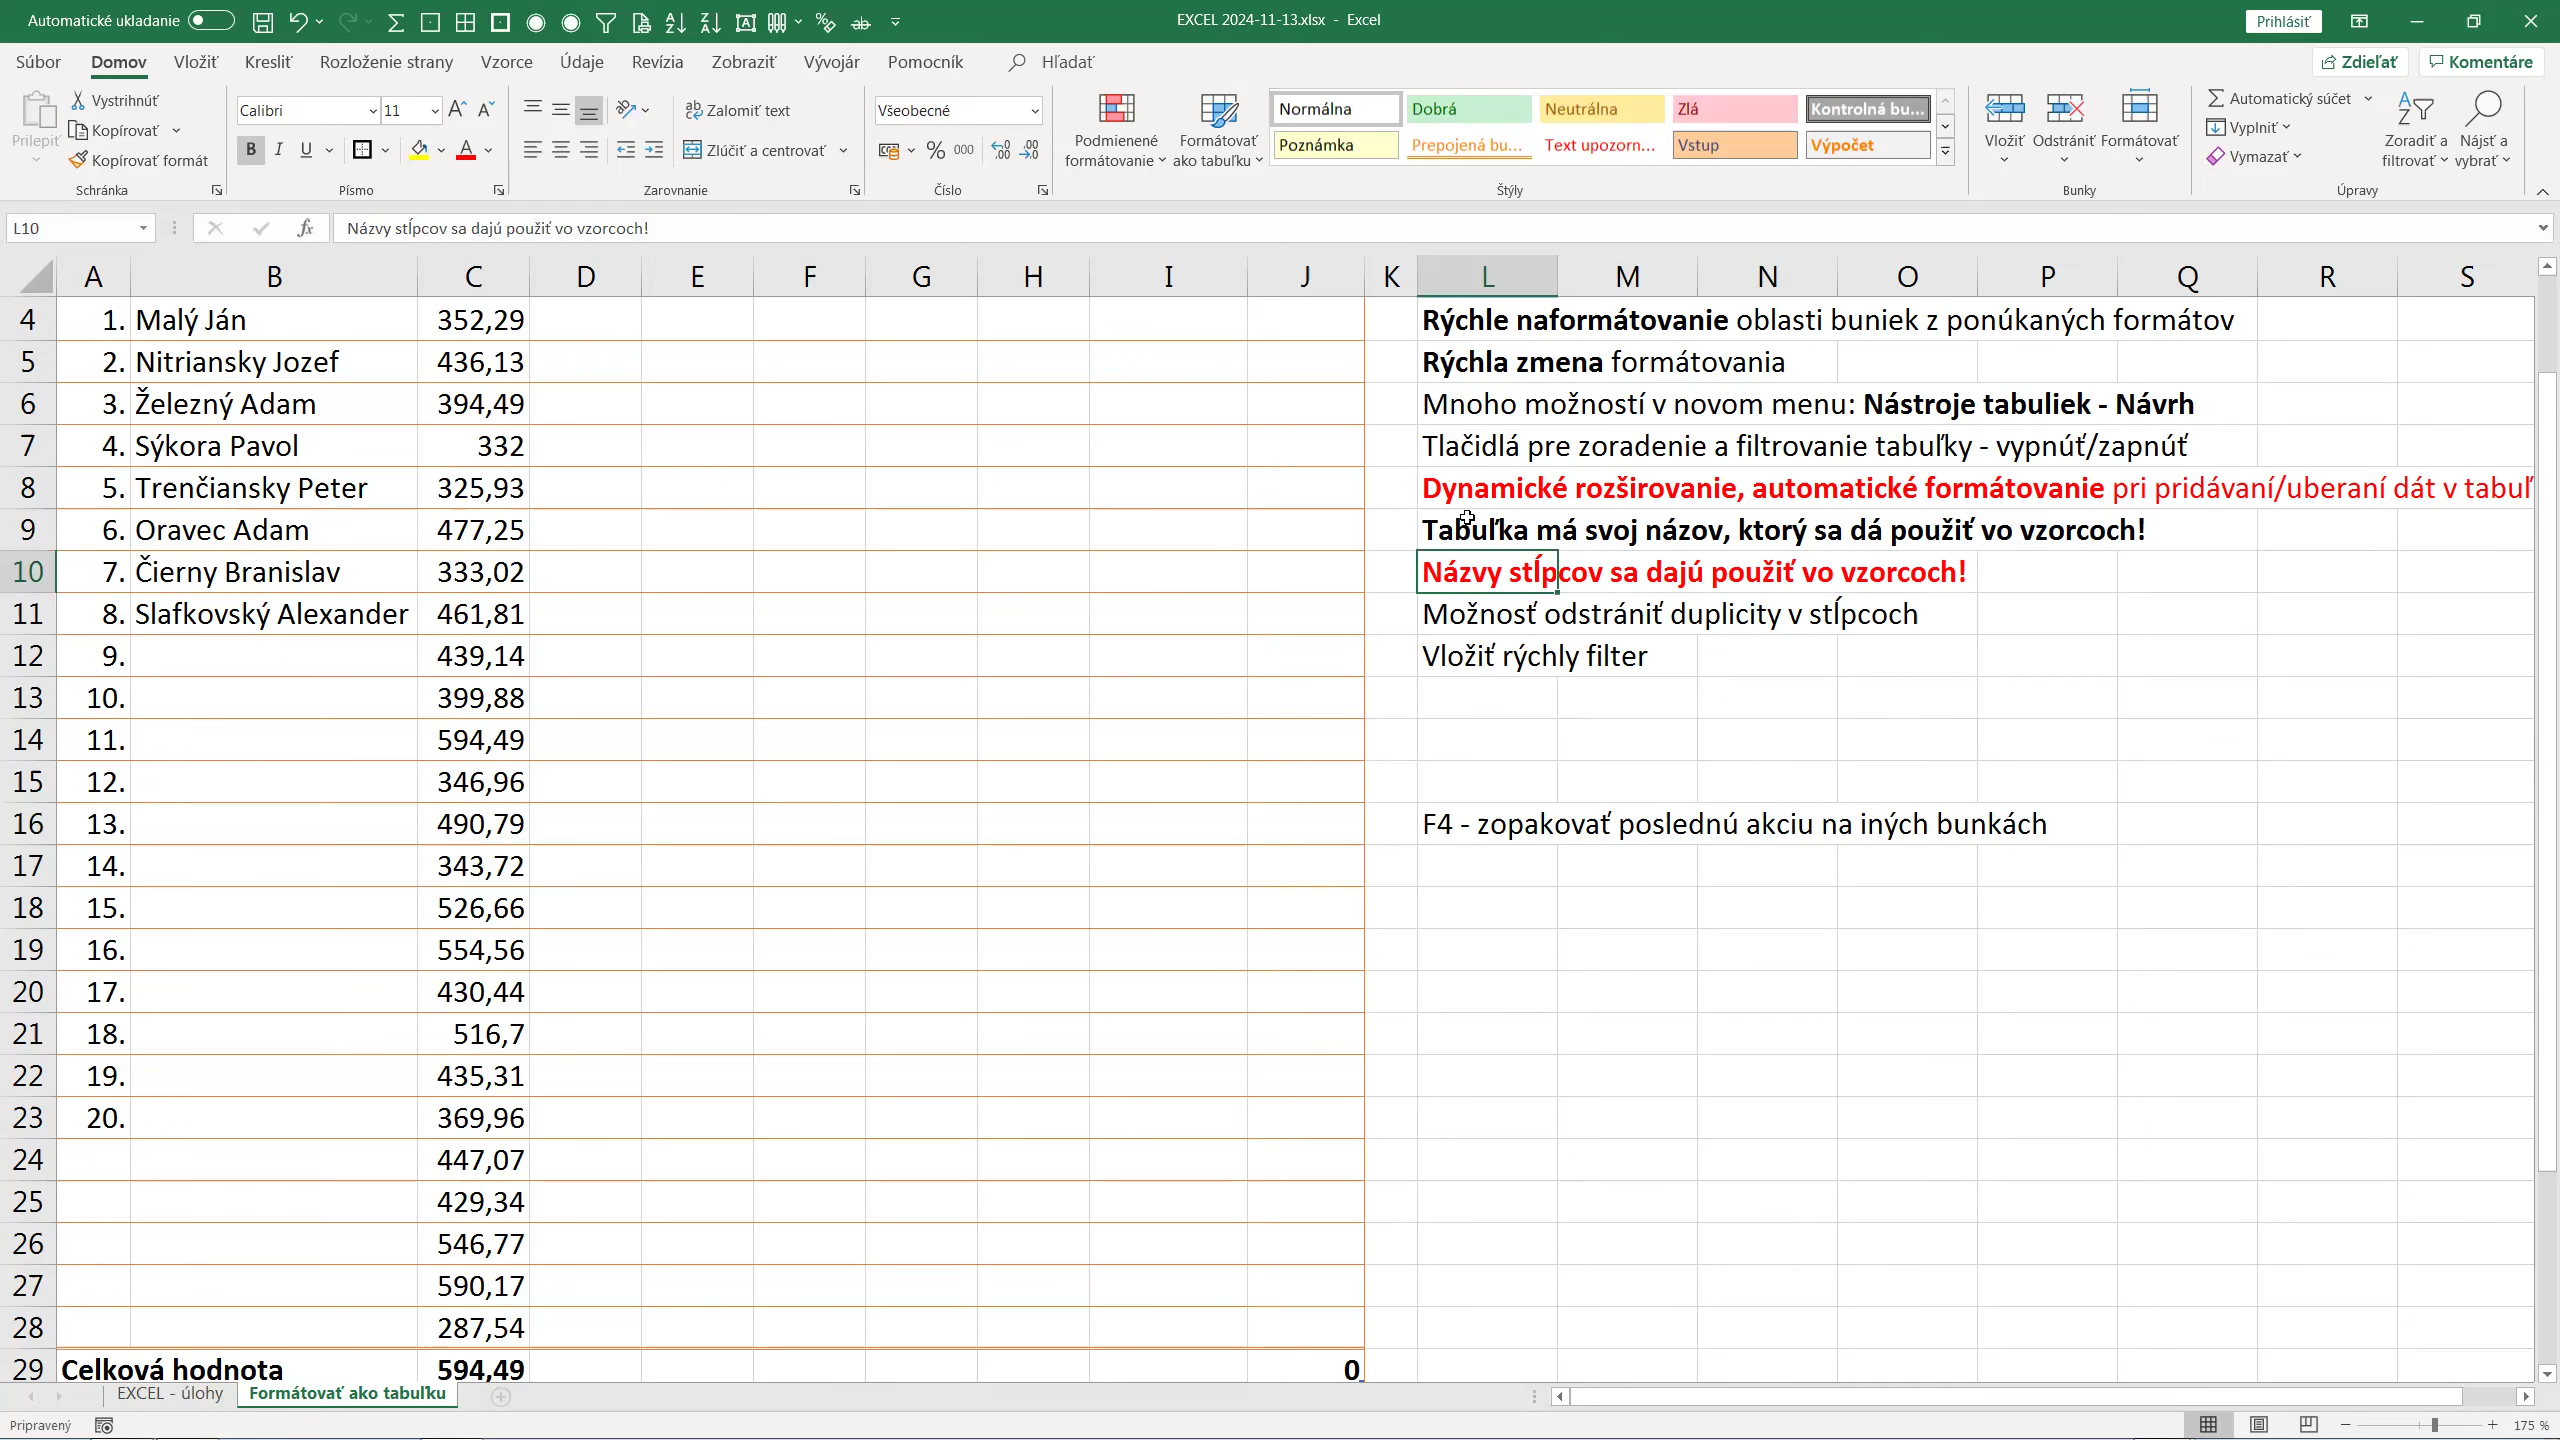 Automatické ukladanie
EXCEL 2024-11-13.xlsx - Excel
Prihlásiť
Súbor Domov Vložiť Kresliť Rozloženie strany Vzorce Údaje Revízia Zobraziť Vývojár Pomocník Hľadať Zdieľať Komentáre
Prilepiť
Vystrihnúť
Kopírovať
Kopírovať formát
Schránka
Calibri 11
B I U
Písmo
Zalomiť text
Zlúčiť a centrovať
Zarovnanie
Všeobecné
% 000
Číslo
Podmienené formátovanie
Formátovať ako tabuľku
Normálna Dobrá Neutrálna Zlá Kontrolná bu...
Poznámka Prepojená bu... Text upozorn... Vstup Výpočet
Štýly
Vložiť Odstrániť Formátovať
Bunky
Automatický súčet
Vyplniť
Vymazať
Zoradiť a filtrovať
Nájsť a vybrať
Úpravy
L10 fx Názvy stĺpcov sa dajú použiť vo vzorcoch!
A B C D E F G H I J K L M N O P Q R S
4 1. Malý Ján 352,29 Rýchle naformátovanie oblasti buniek z ponúkaných formátov
5 2. Nitriansky Jozef 436,13 Rýchla zmena formátovania
6 3. Železný Adam 394,49 Mnoho možností v novom menu: Nástroje tabuliek - Návrh
7 4. Sýkora Pavol 332 Tlačidlá pre zoradenie a filtrovanie tabuľky - vypnúť/zapnúť
8 5. Trenčiansky Peter 325,93 Dynamické rozširovanie, automatické formátovanie pri pridávaní/uberaní dát v tabuľ
9 6. Oravec Adam 477,25 Tabuľka má svoj názov, ktorý sa dá použiť vo vzorcoch!
10 7. Čierny Branislav 333,02 Názvy stĺpcov sa dajú použiť vo vzorcoch!
11 8. Slafkovský Alexander 461,81 Možnosť odstrániť duplicity v stĺpcoch
12 9. 439,14 Vložiť rýchly filter
13 10. 399,88
14 11. 594,49
15 12. 346,96
16 13. 490,79 F4 - zopakovať poslednú akciu na iných bunkách
17 14. 343,72
18 15. 526,66
19 16. 554,56
20 17. 430,44
21 18. 516,7
22 19. 435,31
23 20. 369,96
24 447,07
25 429,34
26 546,77
27 590,17
28 287,54
29 Celková hodnota 594,49 0
EXCEL - úlohy Formátovať ako tabuľku
Pripravený 175 %